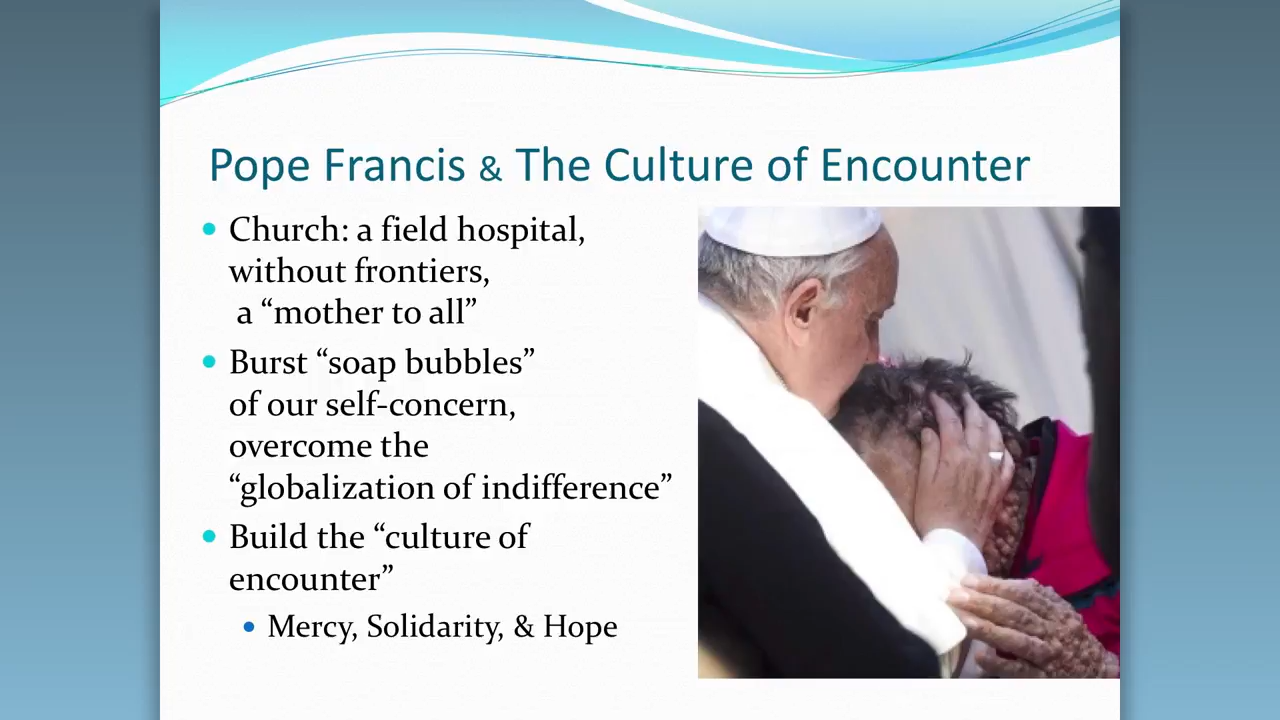 Pope Francis & The Culture of Encounter
Church: a field hospital,
without frontiers,
a “mother to all”
Burst “soap bubbles”
of our self-concern,
overcome the
“globalization of indifference”
Build the “culture of
encounter”
Mercy, Solidarity, & Hope